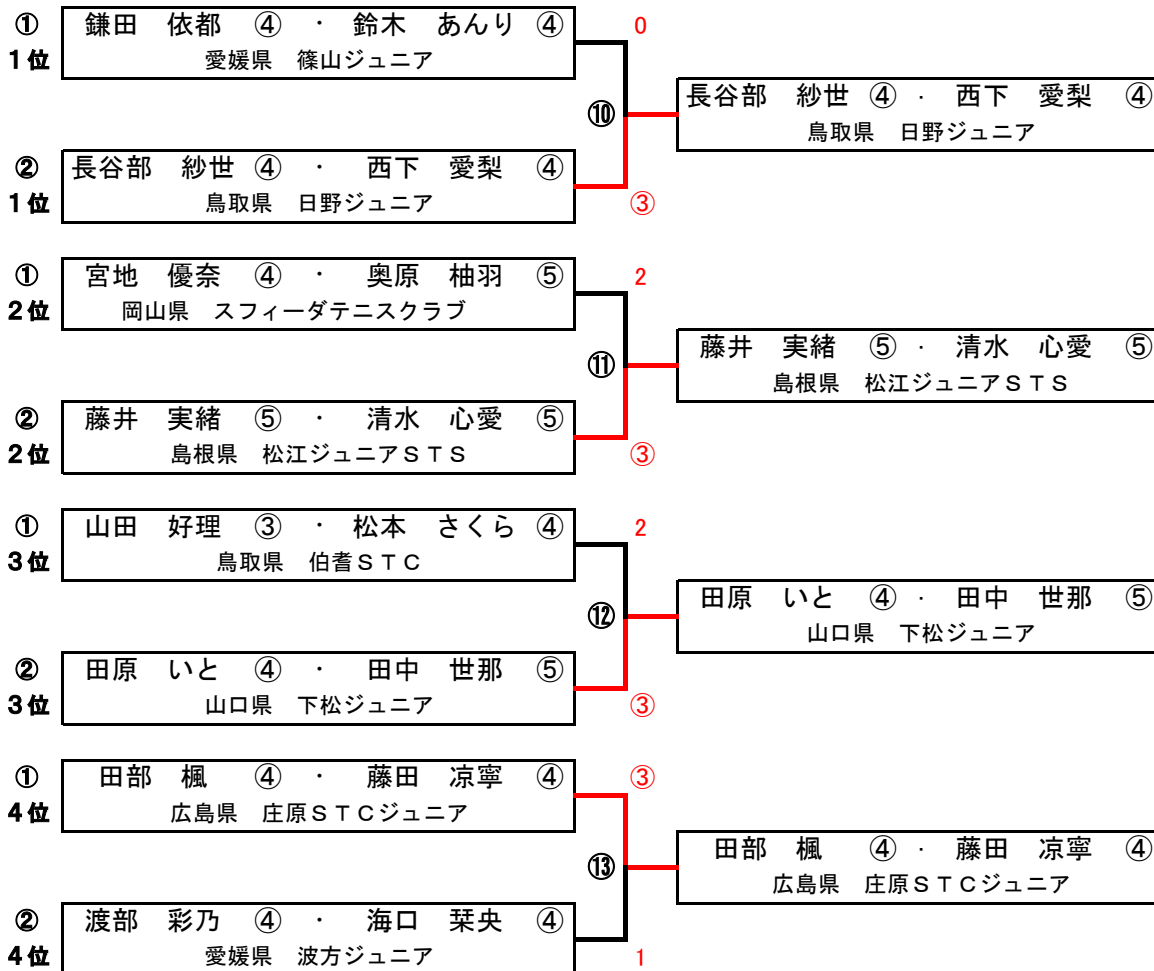 ① 鎌田　依都　④　・　鈴木　あんり　④ 0
1位 愛媛県　篠山ジュニア
長谷部　紗世　④　・　西下　愛梨　④
⑩ 鳥取県　日野ジュニア
② 長谷部　紗世　④　・　西下　愛梨　④
1位 鳥取県　日野ジュニア ③
① 宮地　優奈　④　・　奥原　柚羽　⑤ 2
2位 岡山県　スフィーダテニスクラブ
藤井　実緒　⑤　・　清水　心愛　⑤
⑪ 島根県　松江ジュニアＳＴＳ
② 藤井　実緒　⑤　・　清水　心愛　⑤
2位 島根県　松江ジュニアＳＴＳ ③
① 山田　好理　③　・　松本　さくら　④ 2
3位 鳥取県　伯耆ＳＴＣ
田原　いと　④　・　田中　世那　⑤
⑫ 山口県　下松ジュニア
② 田原　いと　④　・　田中　世那　⑤
3位 山口県　下松ジュニア ③
① 田部　楓　④　・　藤田　凉寧　④ ③
4位 広島県　庄原ＳＴＣジュニア
田部　楓　④　・　藤田　凉寧　④
⑬ 広島県　庄原ＳＴＣジュニア
② 渡部　彩乃　④　・　海口　栞央　④
4位 愛媛県　波方ジュニア 1